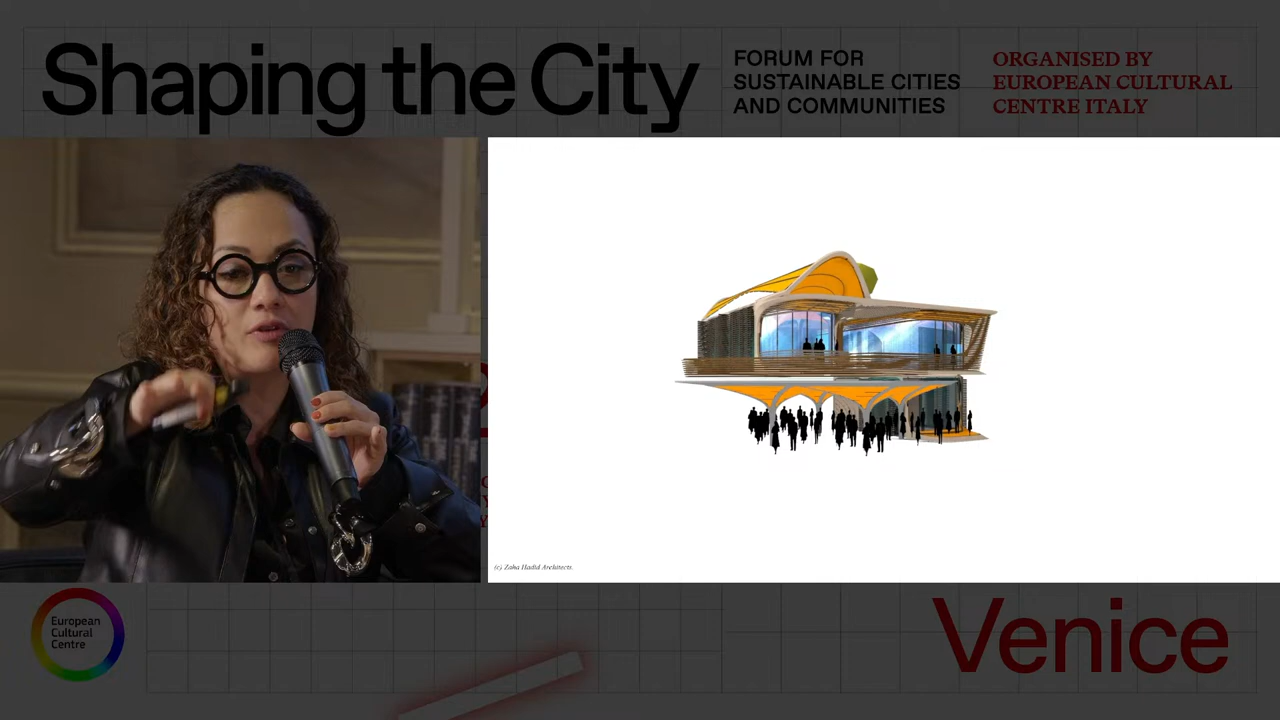 Shaping the City
FORUM FOR
SUSTAINABLE CITIES
AND COMMUNITIES
ORGANISED BY
EUROPEAN CULTURAL
CENTRE ITALY
(c) Zaha Hadid Architects
European
Cultural
Centre
Venice